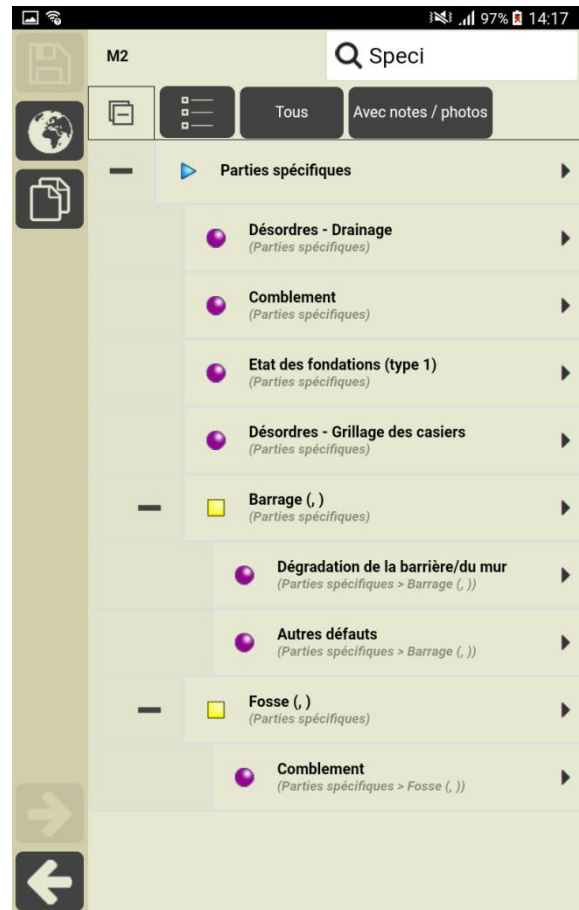 97% 14:17
M2
Speci
Tous
Avec notes / photos
Parties spécifiques
Désordres - Drainage
(Parties spécifiques)
Comblement
(Parties spécifiques)
Etat des fondations (type 1)
(Parties spécifiques)
Désordres - Grillage des casiers
(Parties spécifiques)
Barrage (, )
(Parties spécifiques)
Dégradation de la barrière/du mur
(Parties spécifiques > Barrage (, ))
Autres défauts
(Parties spécifiques > Barrage (, ))
Fosse (, )
(Parties spécifiques)
Comblement
(Parties spécifiques > Fosse (, ))